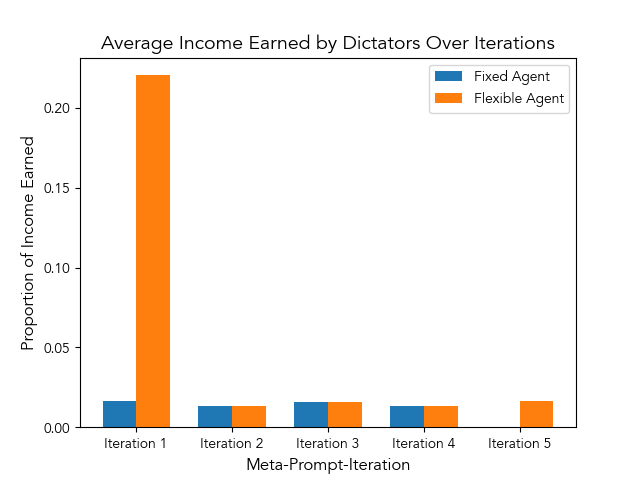 Average Income Earned by Dictators Over Iterations
Fixed Agent
Flexible Agent
Proportion of Income Earned
0.20
0.15
0.10
0.05
0.00
Iteration 1 Iteration 2 Iteration 3 Iteration 4 Iteration 5
Meta-Prompt-Iteration